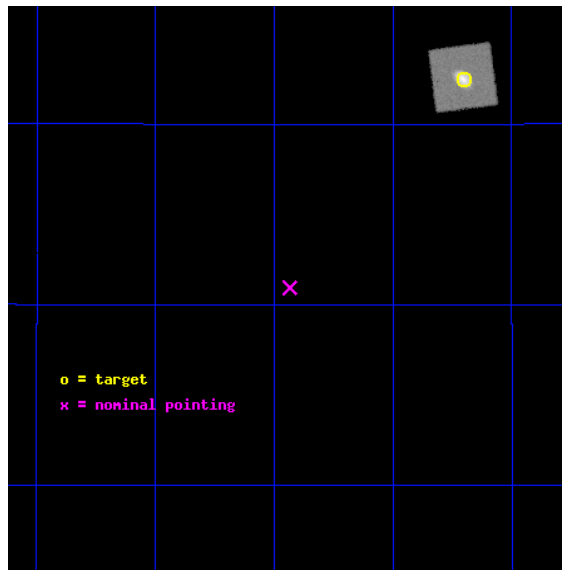 o = target
x = nominal pointing